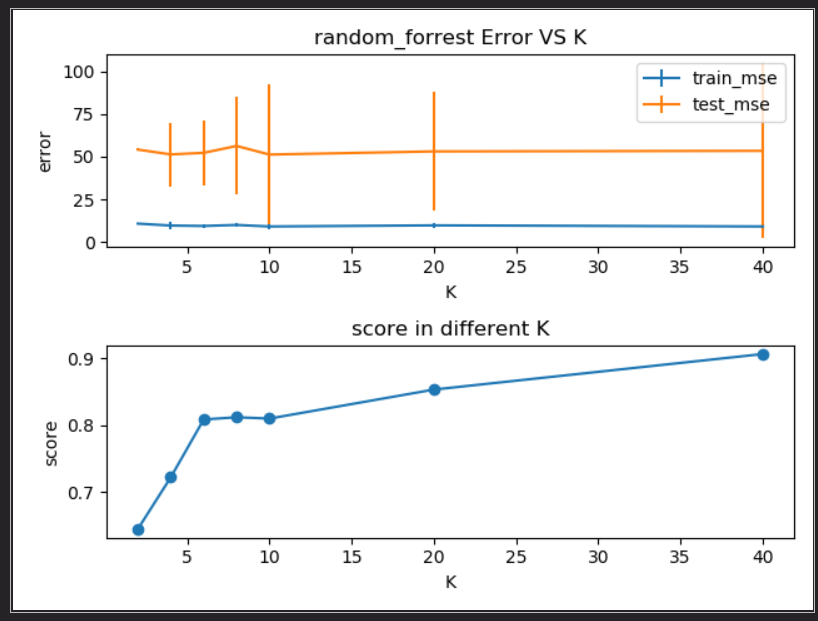 random_forrest Error VS K
error
100
75
50
25
0
train_mse
test_mse
5 10 15 20 25 30 35 40
K
score in different K
score
0.9
0.8
0.7
5 10 15 20 25 30 35 40
K